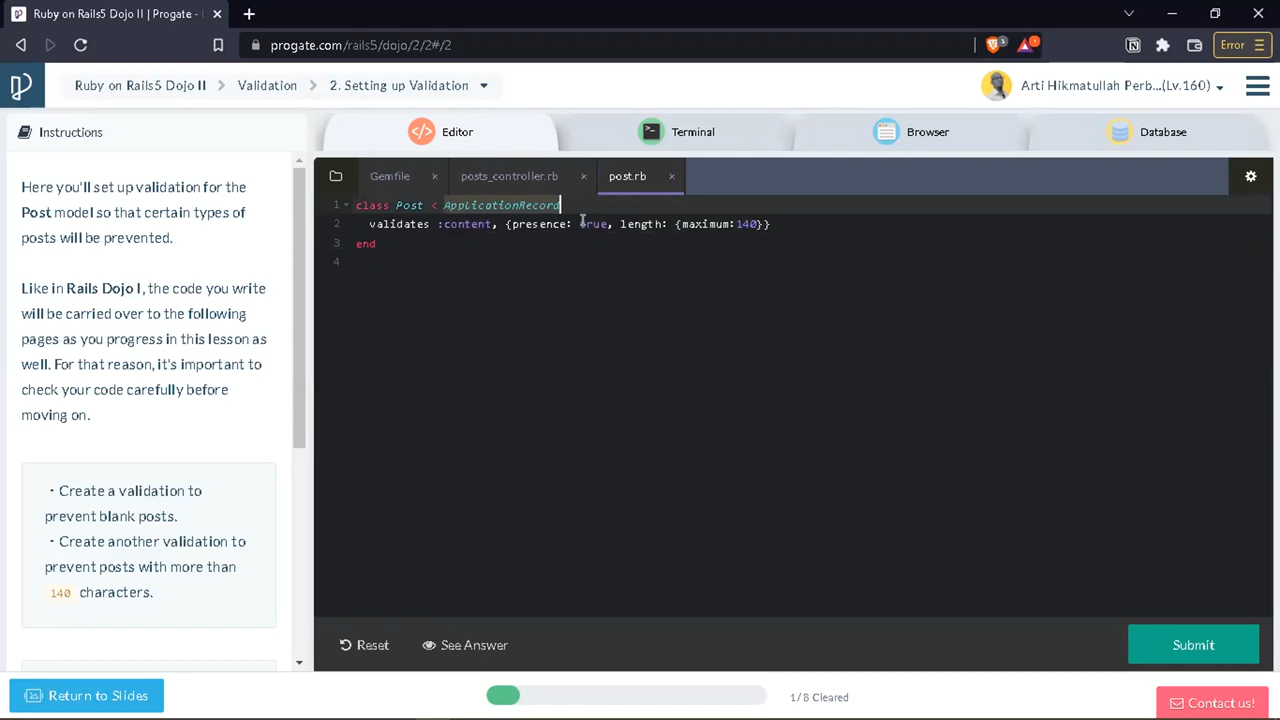 Ruby on Rails5 Dojo II | Progate -
progate.com/rails5/dojo/2/2#/2
Error
Ruby on Rails5 Dojo II
Validation
2. Setting up Validation
Arti Hikmatullah Perb...(Lv.160)
Instructions
Editor
Terminal
Browser
Database
Here you'll set up validation for the
Post model so that certain types of
posts will be prevented.
Like in Rails Dojo I, the code you write
will be carried over to the following
pages as you progress in this lesson as
well. For that reason, it's important to
check your code carefully before
moving on.
・Create a validation to
prevent blank posts.
・Create another validation to
prevent posts with more than
140 characters.
Gemfile
posts_controller.rb
post.rb
1 class Post < ApplicationRecord
2 validates :content, {presence: true, length: {maximum:140}}
3 end
4
Reset
See Answer
Submit
Return to Slides
1/8 Cleared
Contact us!